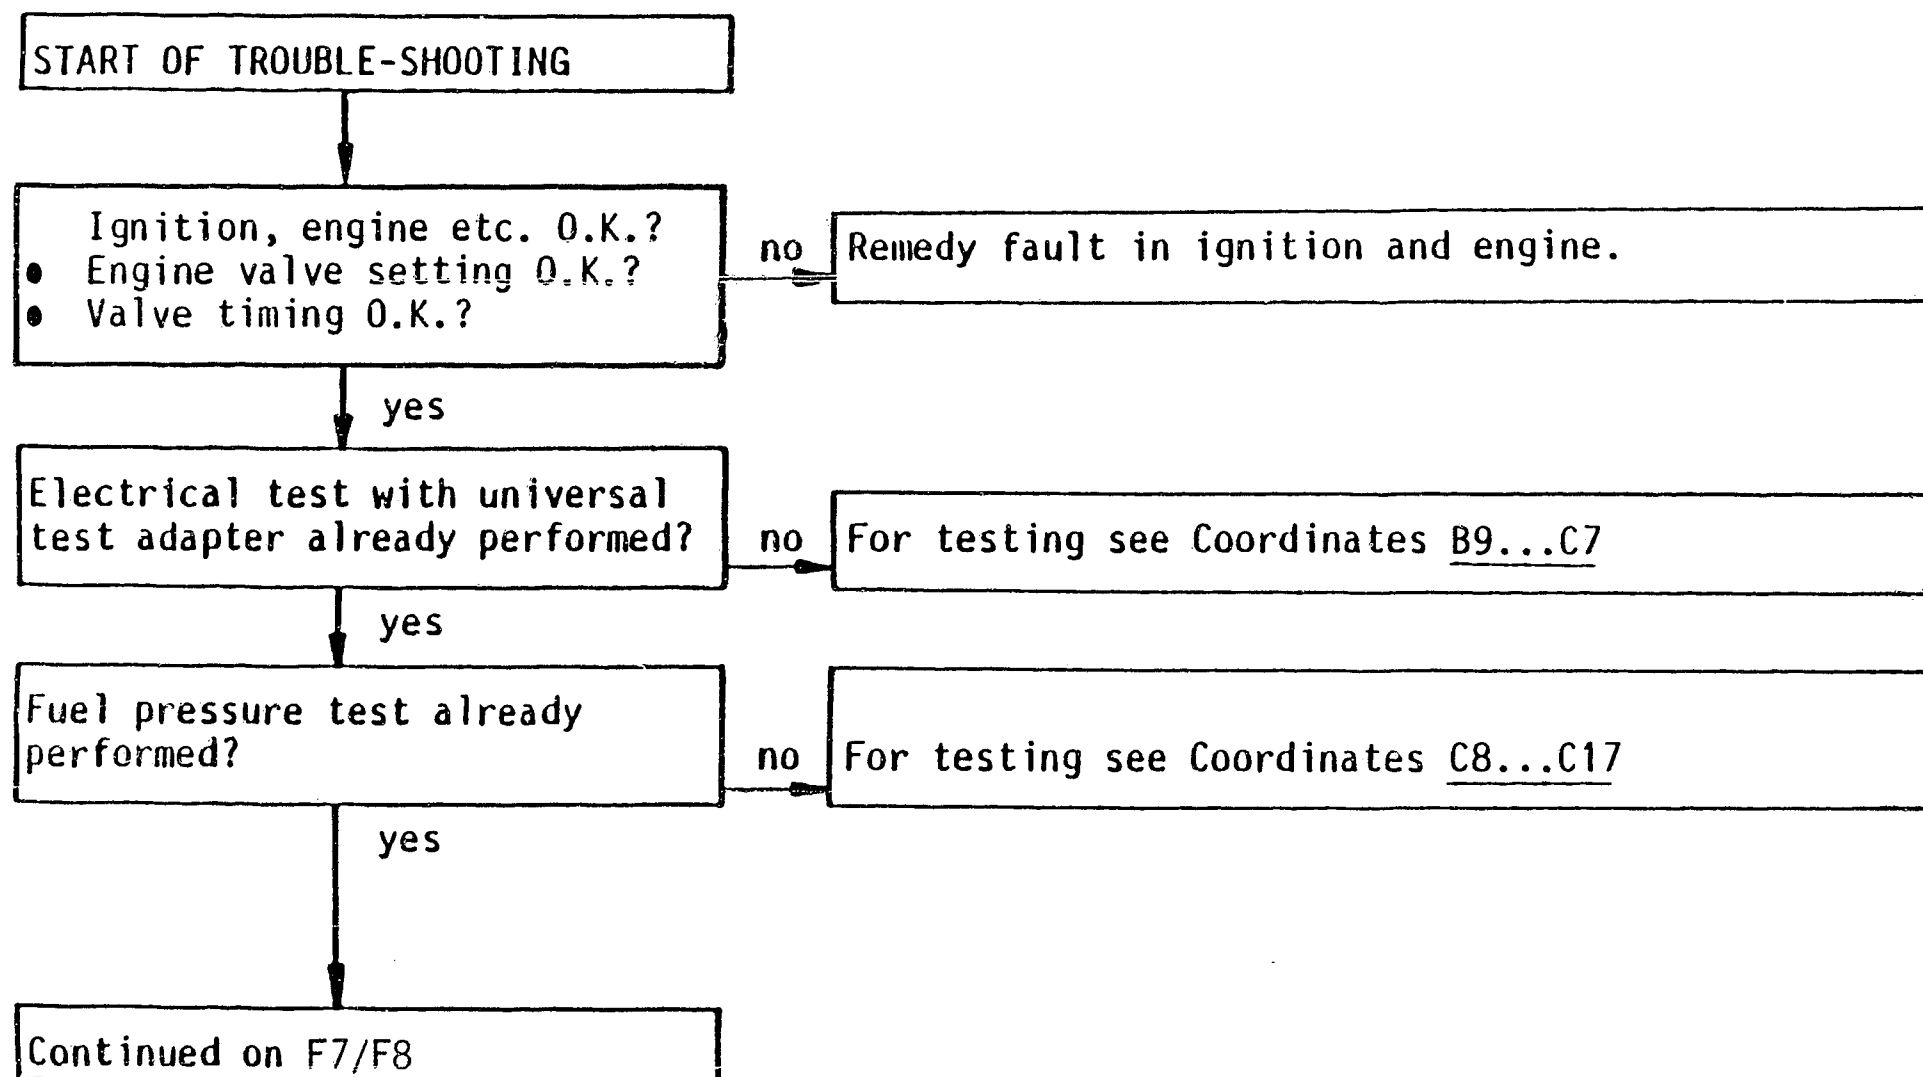 START OF TROUBLE-SHOOTING
Ignition, engine etc. O.K.?
• Engine valve setting O.K.?
• Valve timing O.K.?
no
Remedy fault in ignition and engine.
yes
Electrical test with universal
test adapter already performed?
no
For testing see Coordinates B9...C7
yes
Fuel pressure test already
performed?
no
For testing see Coordinates C8...C17
yes
Continued on F7/F8